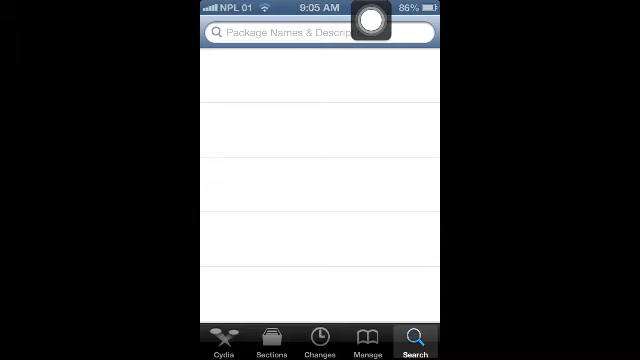 NPL 01 9:05 AM 86%
Package Names & Descrip
Cydia Sections Changes Manage Search